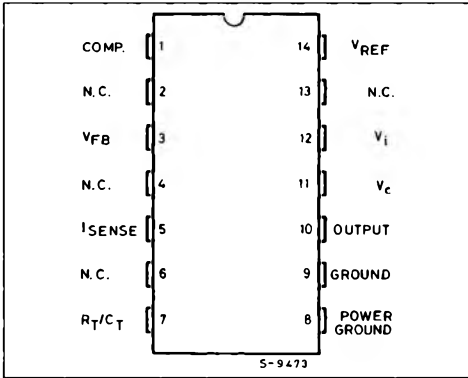 COMP. 1 14 VREF
N.C. 2 13 N.C.
VFB 3 12 Vi
N.C. 4 11 Vc
ISENSE 5 10 OUTPUT
N.C. 6 9 GROUND
RT/CT 7 8 POWER GROUND
S-9473